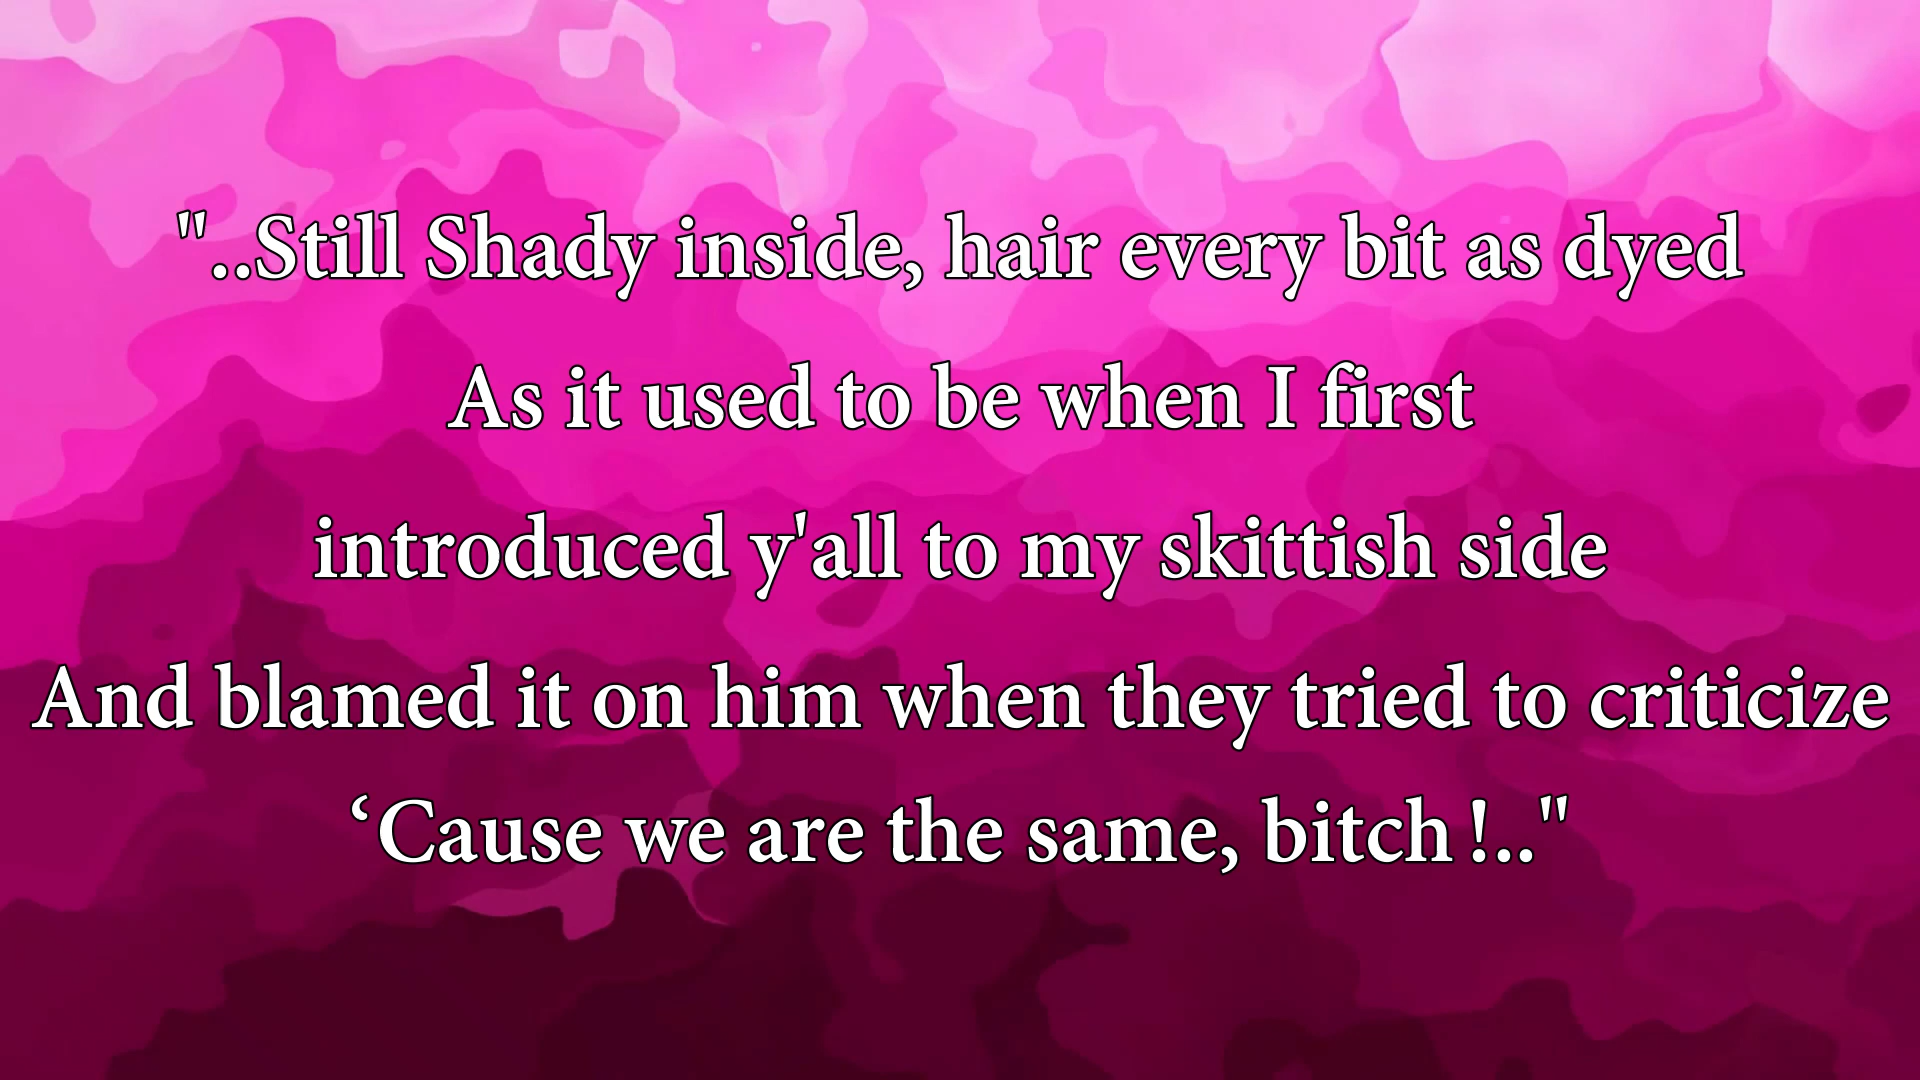 "..Still Shady inside, hair every bit as dyed
As it used to be when I first
introduced y'all to my skittish side
And blamed it on him when they tried to criticize
‘Cause we are the same, bitch !.."